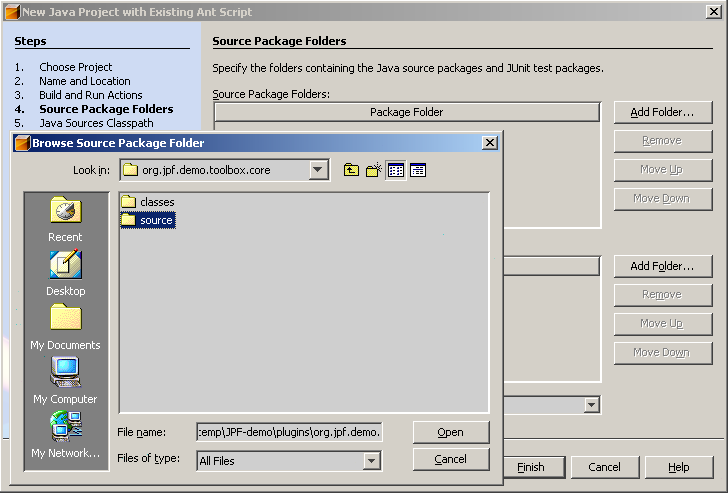 New Java Project with Existing Ant Script
Steps
1. Choose Project
2. Name and Location
3. Build and Run Actions
4. Source Package Folders
5. Java Sources Classpath
Source Package Folders
Specify the folders containing the Java source packages and JUnit test packages.
Source Package Folders:
Package Folder
Add Folder...
Remove
Move Up
Move Down
Add Folder...
Remove
Move Up
Move Down
Browse Source Package Folder
Look in:
org.jpf.demo.toolbox.core
classes
source
Recent
Desktop
My Documents
My Computer
My Network...
File name:
:emp\JPF-demo\plugins\org.jpf.demo.
Open
Files of type:
All Files
Cancel
Finish
Cancel
Help